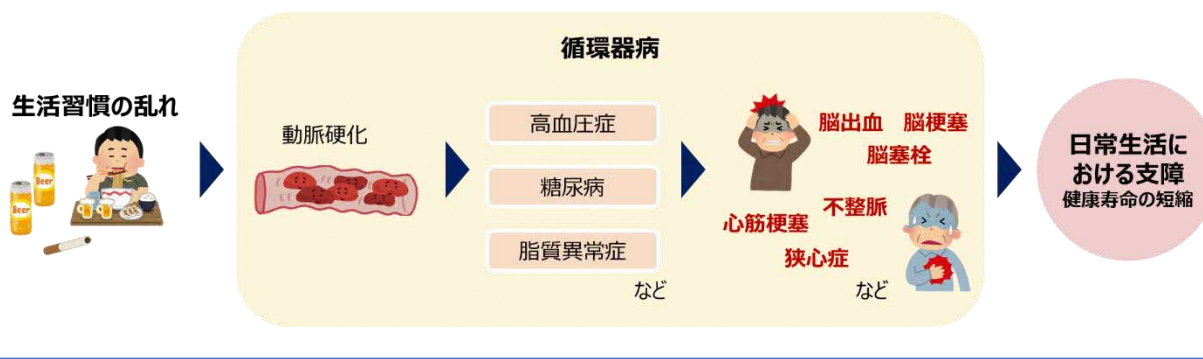 循環器病
生活習慣の乱れ
Beer
Beer
動脈硬化
高血圧症
糖尿病
脂質異常症
など
脳出血 脳梗塞
脳塞栓
不整脈
心筋梗塞
狭心症
など
日常生活に
おける支障
健康寿命の短縮